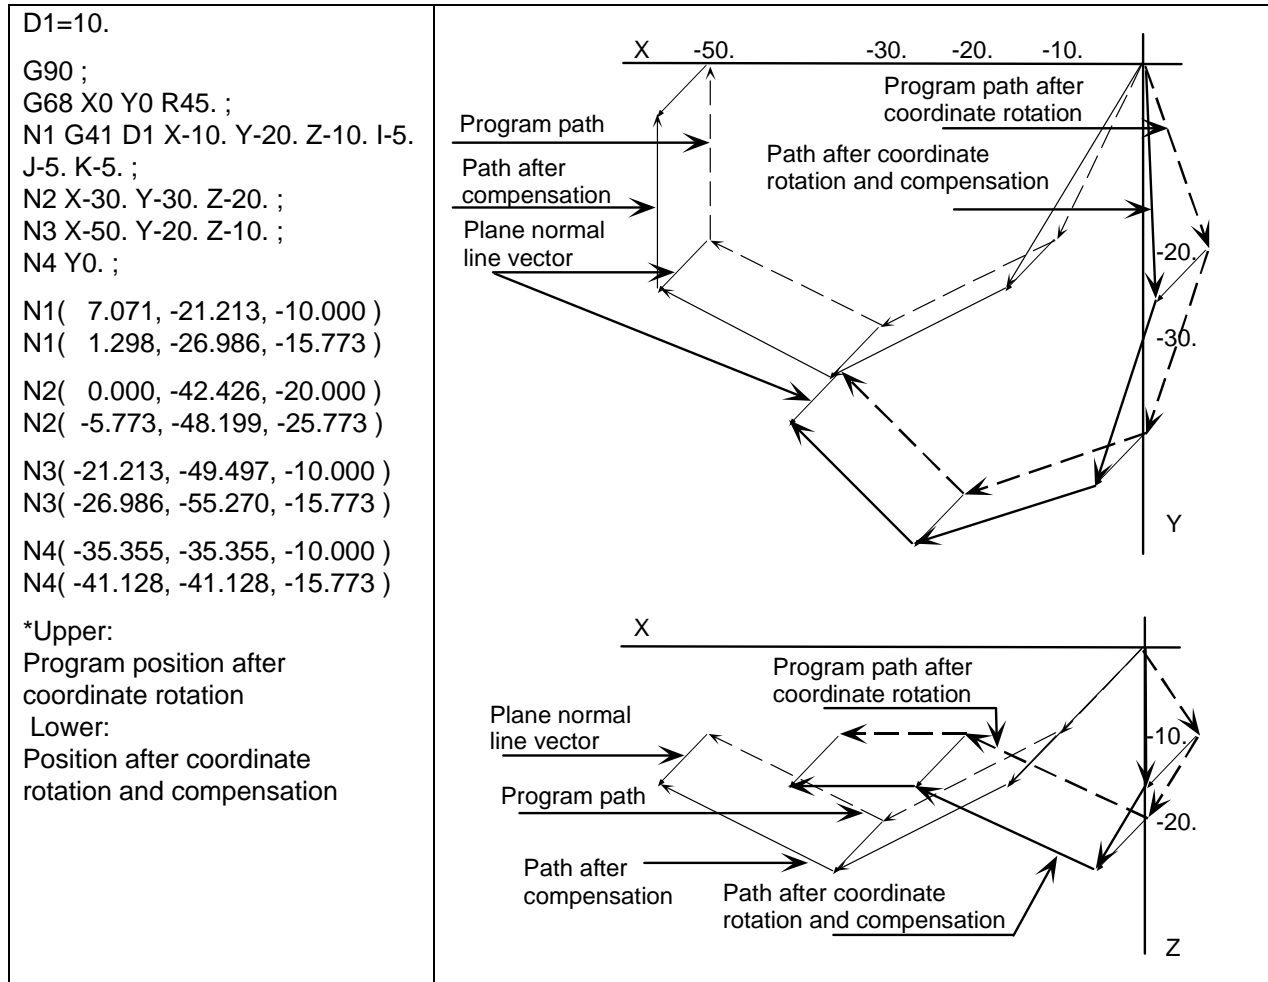 D1=10.
G90 ;
G68 X0 Y0 R45. ;
N1 G41 D1 X-10. Y-20. Z-10. I-5.
J-5. K-5. ;
N2 X-30. Y-30. Z-20. ;
N3 X-50. Y-20. Z-10. ;
N4 Y0. ;
N1( 7.071, -21.213, -10.000 )
N1( 1.298, -26.986, -15.773 )
N2( 0.000, -42.426, -20.000 )
N2( -5.773, -48.199, -25.773 )
N3( -21.213, -49.497, -10.000 )
N3( -26.986, -55.270, -15.773 )
N4( -35.355, -35.355, -10.000 )
N4( -41.128, -41.128, -15.773 )
*Upper:
Program position after
coordinate rotation
Lower:
Position after coordinate
rotation and compensation
X -50. -30. -20. -10.
Program path after
coordinate rotation
Program path
Path after coordinate
rotation and compensation
Path after
compensation
Plane normal
line vector
-20.
-30.
Y
X
Program path after
coordinate rotation
Plane normal
line vector
-10.
Program path
-20.
Path after
compensation
Path after coordinate
rotation and compensation
Z